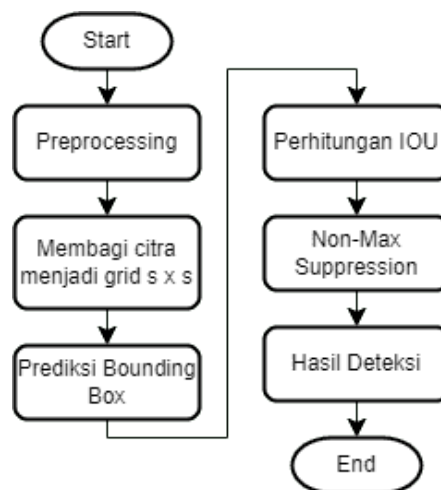 Start
Preprocessing
Membagi citra
menjadi grid s x s
Prediksi Bounding
Box
Perhitungan IOU
Non-Max
Suppression
Hasil Deteksi
End